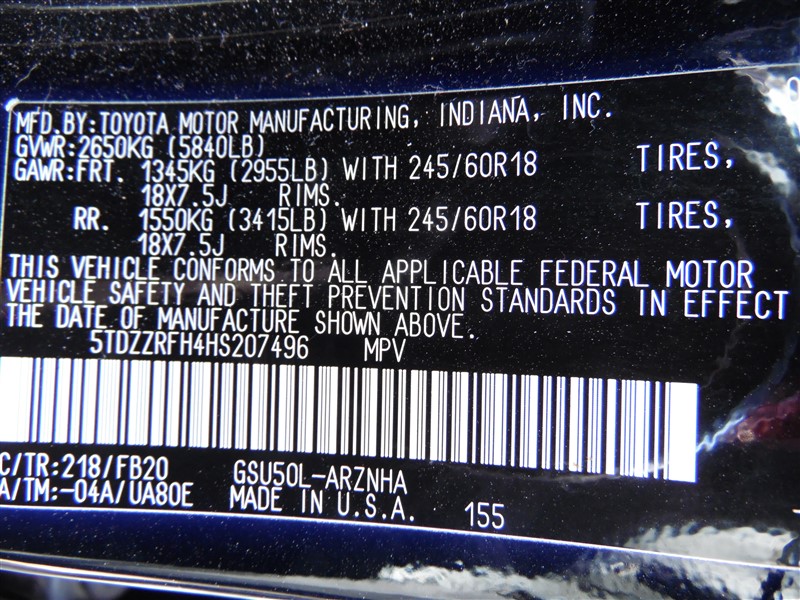 MFD.BY:TOYOTA MOTOR MANUFACTURING, INDIANA, INC.
GVWR:2650KG (5840LB)
GAWR:FRT. 1345KG (2955LB) WITH 245/60R18 TIRES,
18X7.5J RIMS.
RR. 1550KG (3415LB) WITH 245/60R18 TIRES,
18X7.5J RIMS.
THIS VEHICLE CONFORMS TO ALL APPLICABLE FEDERAL MOTOR
VEHICLE SAFETY AND THEFT PREVENTION STANDARDS IN EFFECT
THE DATE OF MANUFACTURE SHOWN ABOVE.
5TDZZRFH4HS207496 MPV
C/TR:218/FB20 GSU50L-ARZNHA
A/TM:-04A/UA80E MADE IN U.S.A. 155